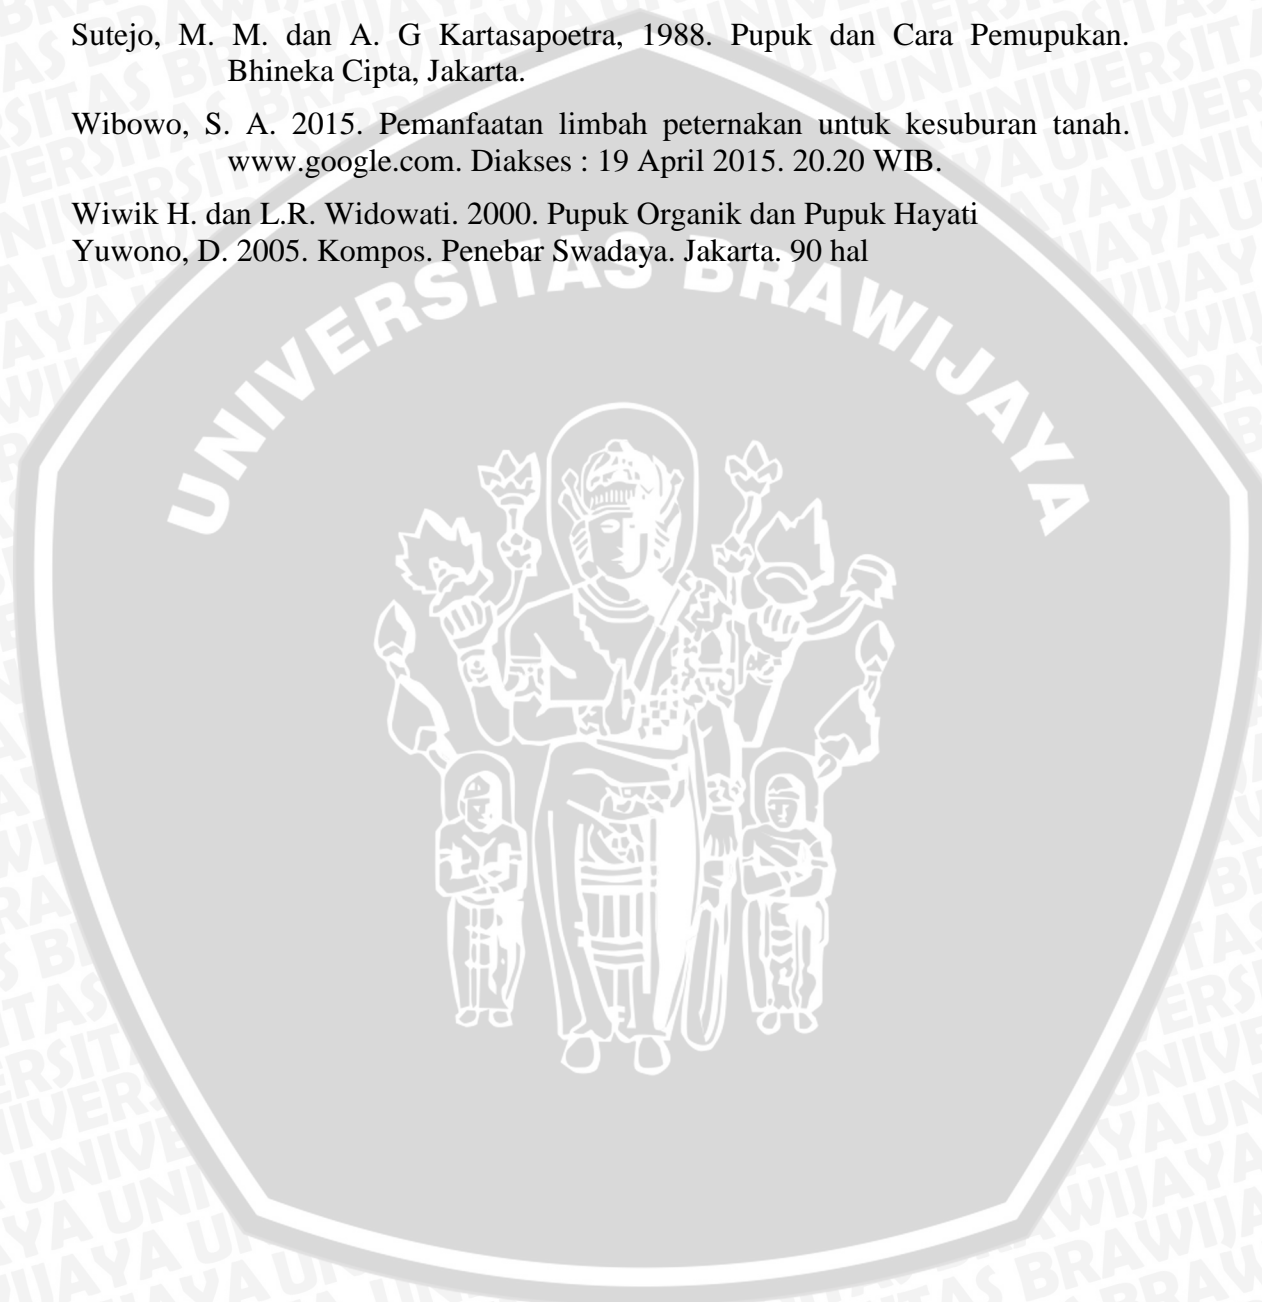 Sutejo, M. M. dan A. G Kartasapoetra, 1988. Pupuk dan Cara Pemupukan.
Bhineka Cipta, Jakarta.
Wibowo, S. A. 2015. Pemanfaatan limbah peternakan untuk kesuburan tanah.
www.google.com. Diakses : 19 April 2015. 20.20 WIB.
Wiwik H. dan L.R. Widowati. 2000. Pupuk Organik dan Pupuk Hayati
Yuwono, D. 2005. Kompos. Penebar Swadaya. Jakarta. 90 hal
UNIVERSITAS BRAWIJAYA